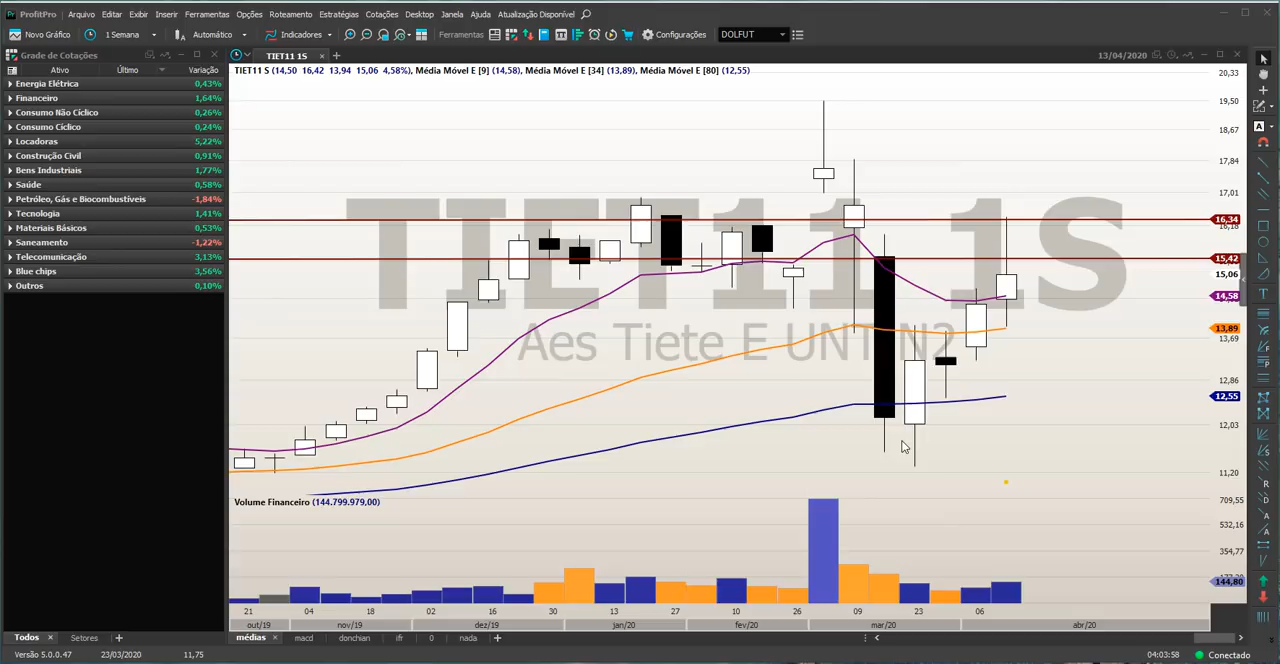 ProfitPro Arquivo Editar Exibir Inserir Ferramentas Opções Roteamento Estratégias Cotações Desktop Janela Ajuda Atualização Disponível
Novo Gráfico 1 Semana Automático Indicadores Ferramentas Configurações DOLFUT
Grade de Cotações
TIET11 1S
13/04/2020
Ativo Último Variação
Energia Elétrica 0,43%
Financeiro 1,64%
Consumo Não Cíclico 0,26%
Consumo Cíclico 0,24%
Locadoras 5,22%
Construção Civil 0,91%
Bens Industriais 1,77%
Saúde 0,58%
Petróleo, Gás e Biocombustíveis -1,84%
Tecnologia 1,41%
Materiais Básicos 0,53%
Saneamento -1,22%
Telecomunicação 3,13%
Blue chips 3,56%
Outros 0,10%
TIET11 S (14,50 16,42 13,94 15,06 4,58%), Média Móvel E [9] (14,58), Média Móvel E [34] (13,89), Média Móvel E [80] (12,55)
TIET11 1S
Aes Tiete E UNT N2
20,33
19,50
18,67
17,84
17,01
16,34
16,18
15,42
15,06
14,58
13,89
13,69
12,86
12,55
12,03
11,20
Volume Financeiro (144.799.979,00)
709,55
532,16
354,77
144,80
21 04 18 02 16 30 13 27 10 26 09 23 06
out/19 nov/19 dez/19 jan/20 fev/20 mar/20 abr/20
Todos Setores
médias macd donchian ifr 0 nada
Versão 5.0.0.47 23/03/2020 11,75 04:03:58 Conectado